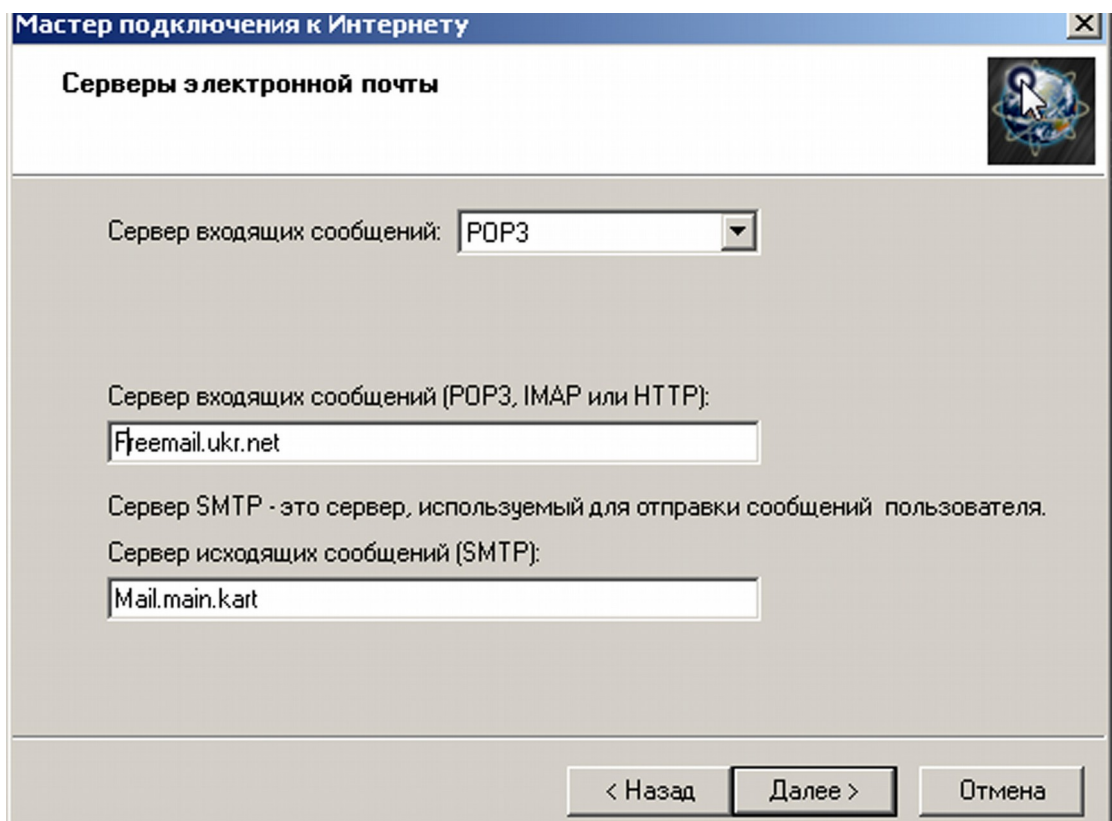 Мастер подключения к Интернету
Серверы электронной почты
Сервер входящих сообщений: POP3
Сервер входящих сообщений (POP3, IMAP или HTTP):
Freemail.ukr.net
Сервер SMTP - это сервер, используемый для отправки сообщений пользователя.
Сервер исходящих сообщений (SMTP):
Mail.main.kart
< Назад Далее > Отмена